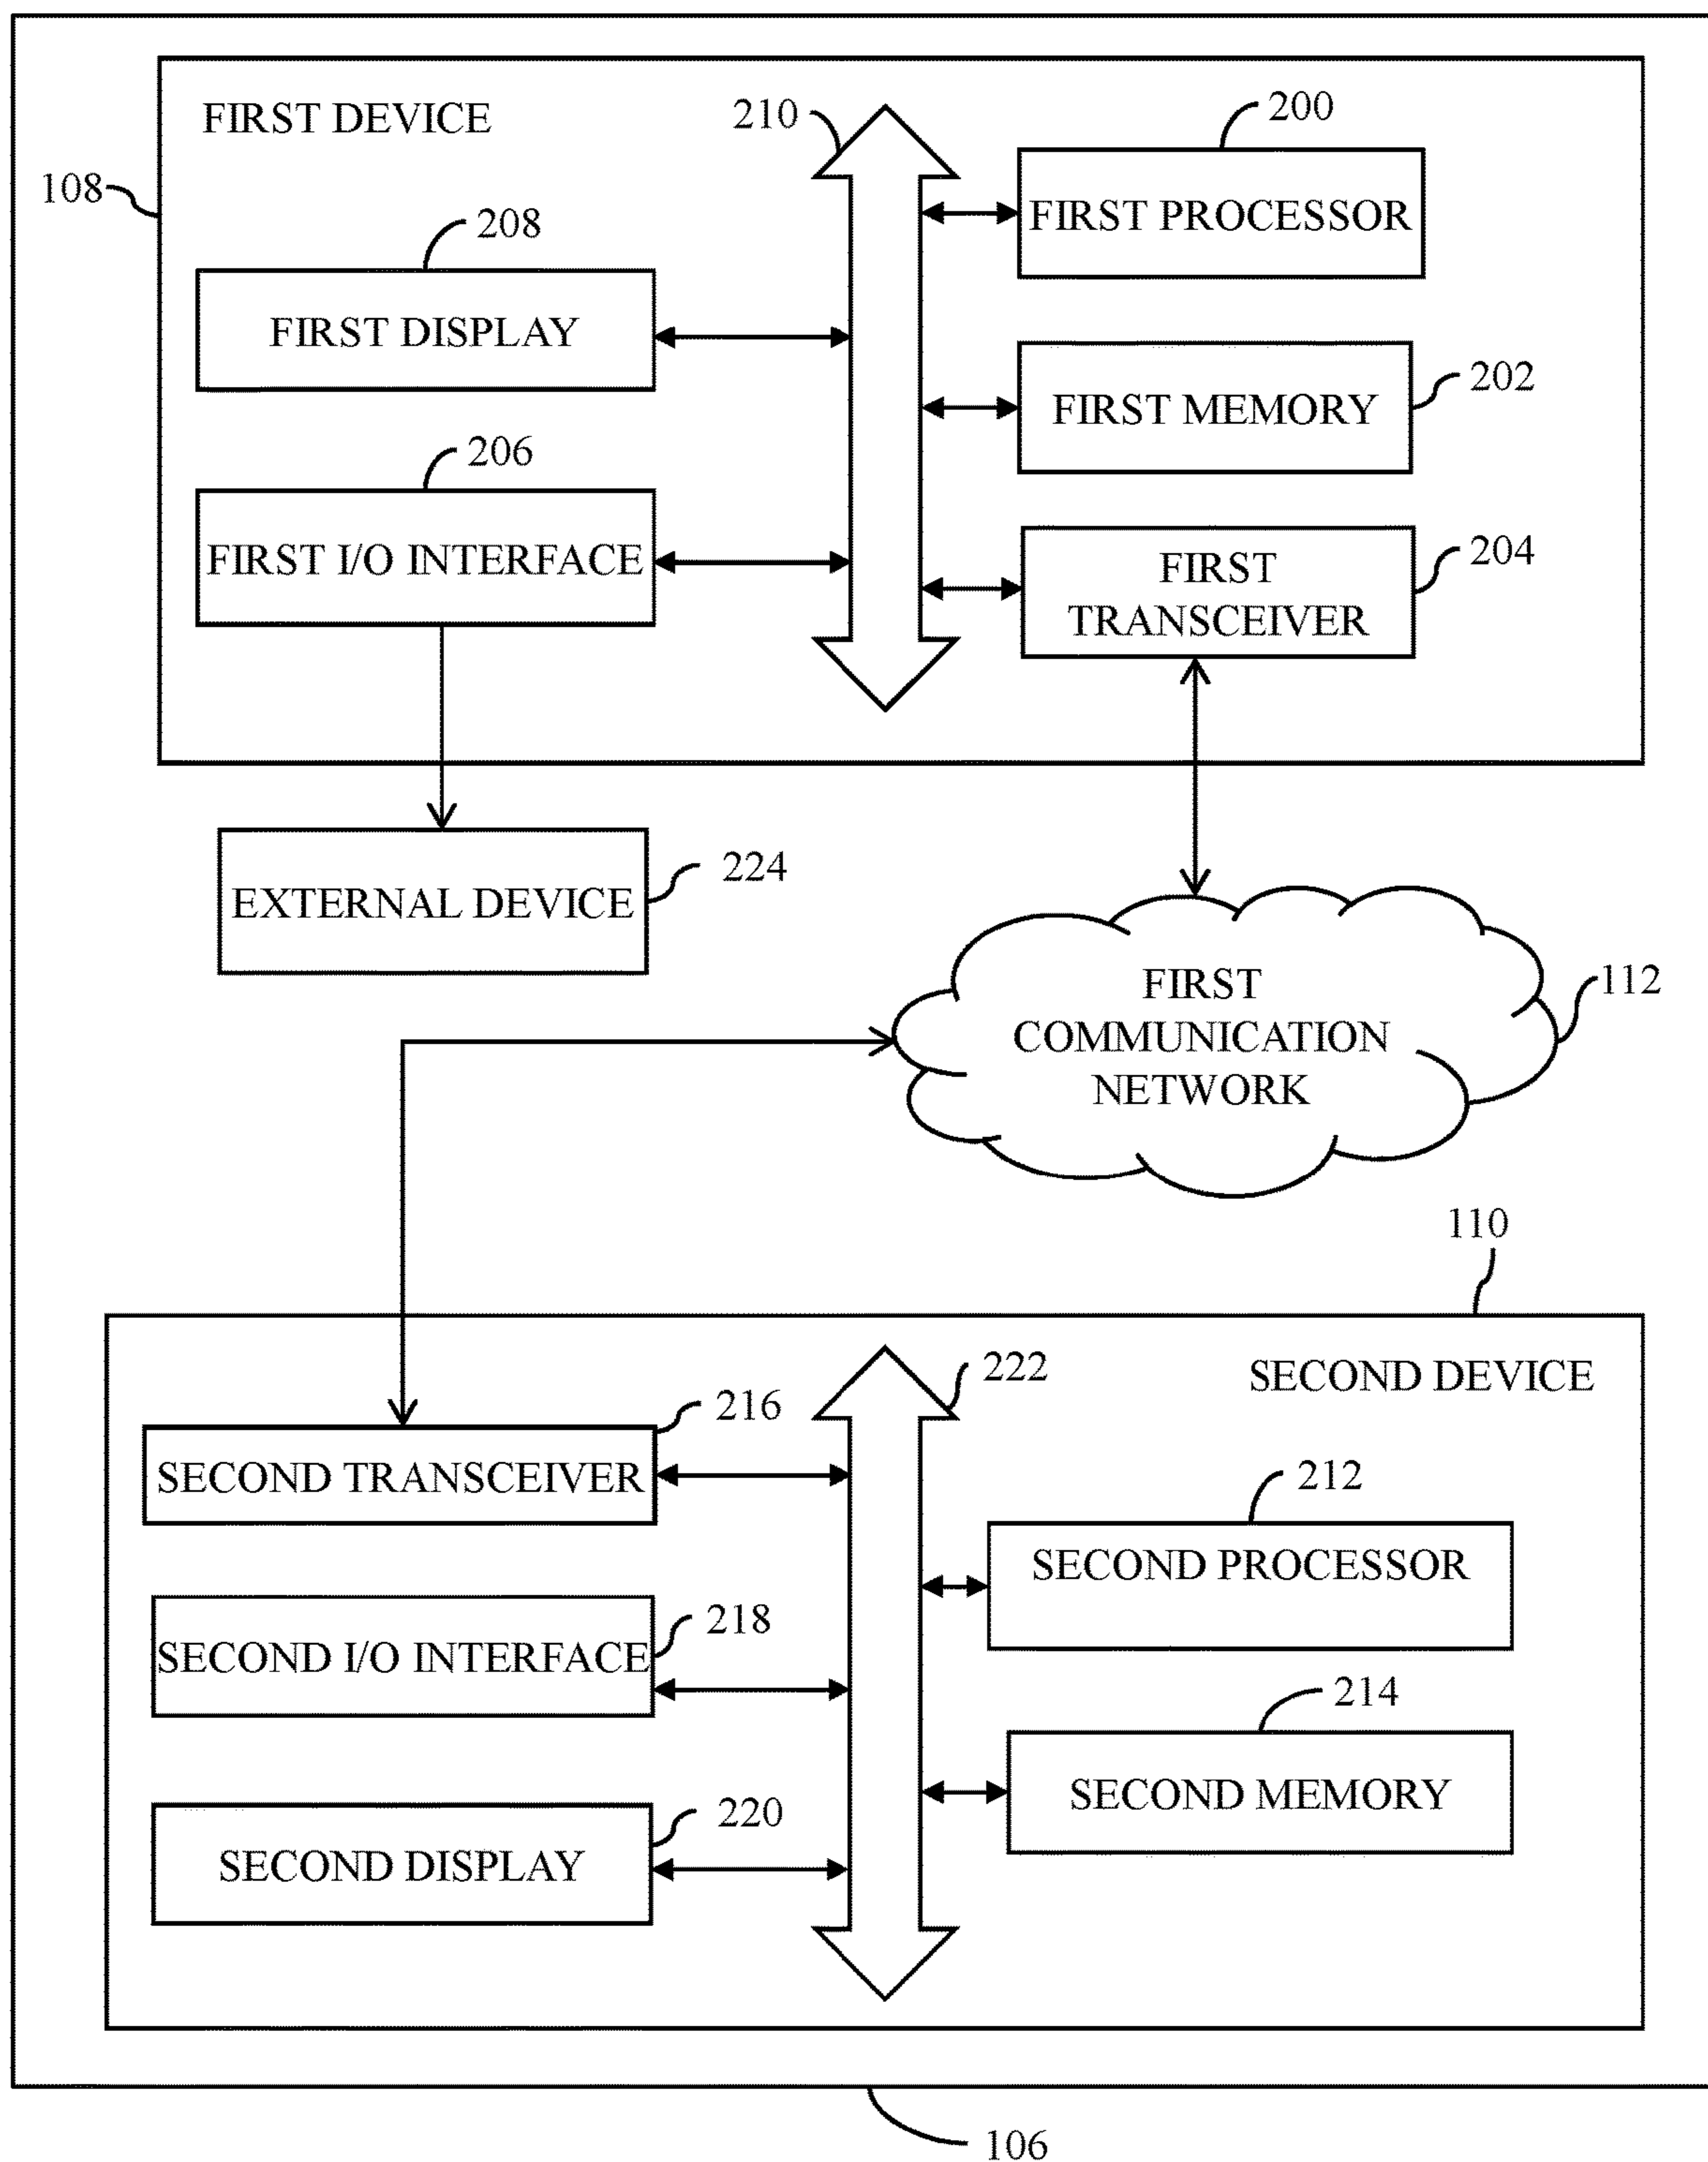 FIRST DEVICE
210
200
108
FIRST PROCESSOR
208
FIRST DISPLAY
202
FIRST MEMORY
206
FIRST I/O INTERFACE
204
FIRST
TRANSCEIVER
224
EXTERNAL DEVICE
112
FIRST
COMMUNICATION
NETWORK
110
222
SECOND DEVICE
216
SECOND TRANSCEIVER
212
SECOND PROCESSOR
218
SECOND I/O INTERFACE
214
SECOND MEMORY
220
SECOND DISPLAY
106